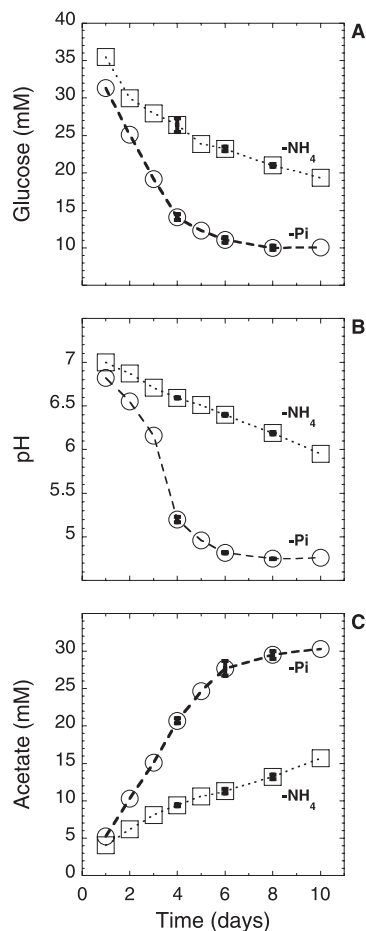 A
Glucose (mM)
40
35
30
25
20
15
10
5
-NH4
-Pi
B
pH
7
6.5
6
5.5
5
-NH4
-Pi
C
Acetate (mM)
35
30
25
20
15
10
5
0
-Pi
-NH4
0 2 4 6 8 10
Time (days)